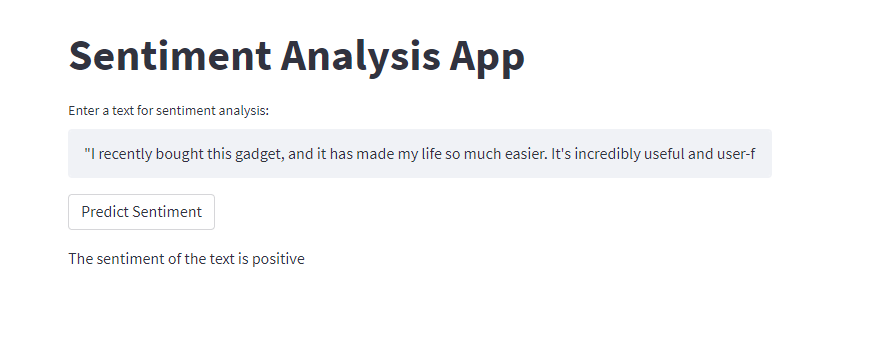 Sentiment Analysis App
Enter a text for sentiment analysis:
"I recently bought this gadget, and it has made my life so much easier. It's incredibly useful and user-f
Predict Sentiment
The sentiment of the text is positive